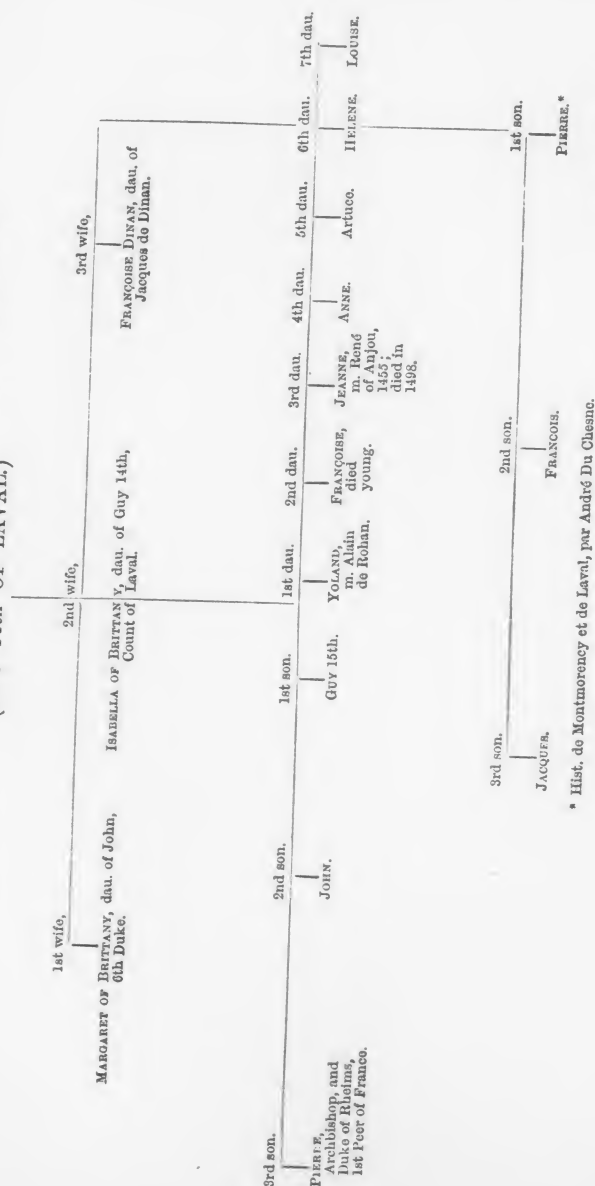 OF LAVAL.)
1st wife,
MARGARET OF BRITTANY, dau. of John,
6th Duke.
2nd wife,
ISABELLA OF BRITTANY, dau. of Guy 14th,
Count of Laval.
3rd wife,
FRANÇOISE DINAN, dau. of
Jacques de Dinan.
3rd son.
PIERRE,
Archbishop, and
Duke of Rheims,
1st Peer of France.
2nd son.
JOHN.
1st son.
GUY 15th.
1st dau.
YOLAND,
m. Alain
de Rohan.
2nd dau.
FRANÇOISE,
died
young.
3rd dau.
JEANNE,
m. René
of Anjou,
1455;
died in
1498.
4th dau.
ANNE.
5th dau.
Artuce.
6th dau.
HELENE.
7th dau.
LOUISE.
3rd son.
JACQUES.
2nd son.
FRANCOIS.
1st son.
PIERRE.*
* Hist. de Montmorency et de Laval, par André Du Chesne.